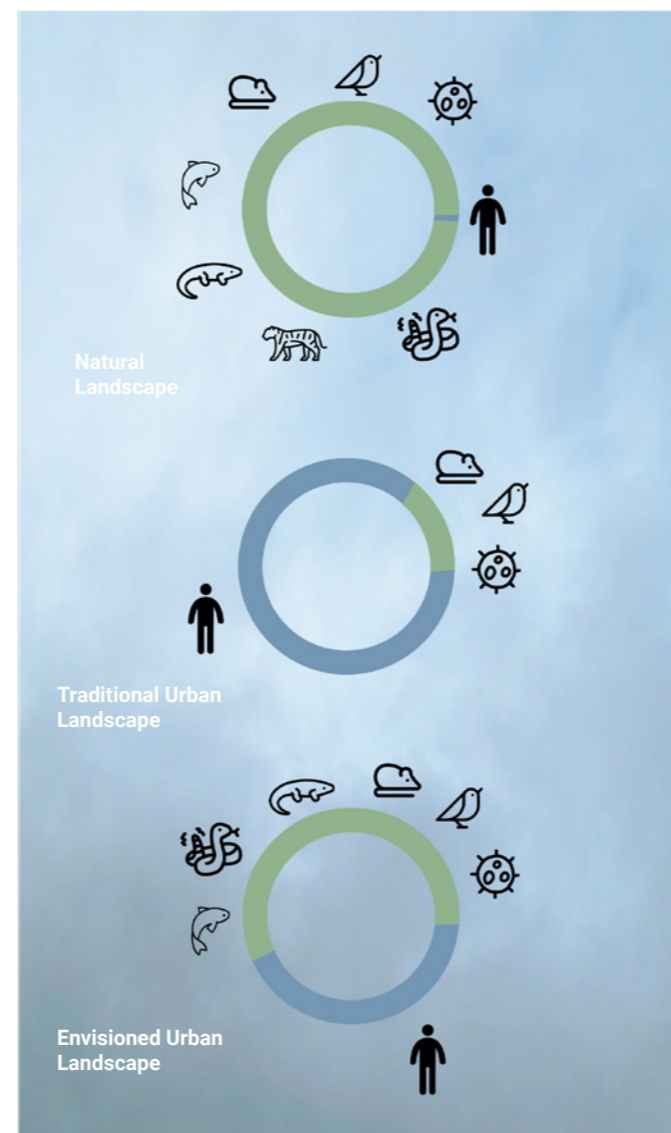 Natural
Landscape
Traditional Urban
Landscape
Envisioned Urban
Landscape